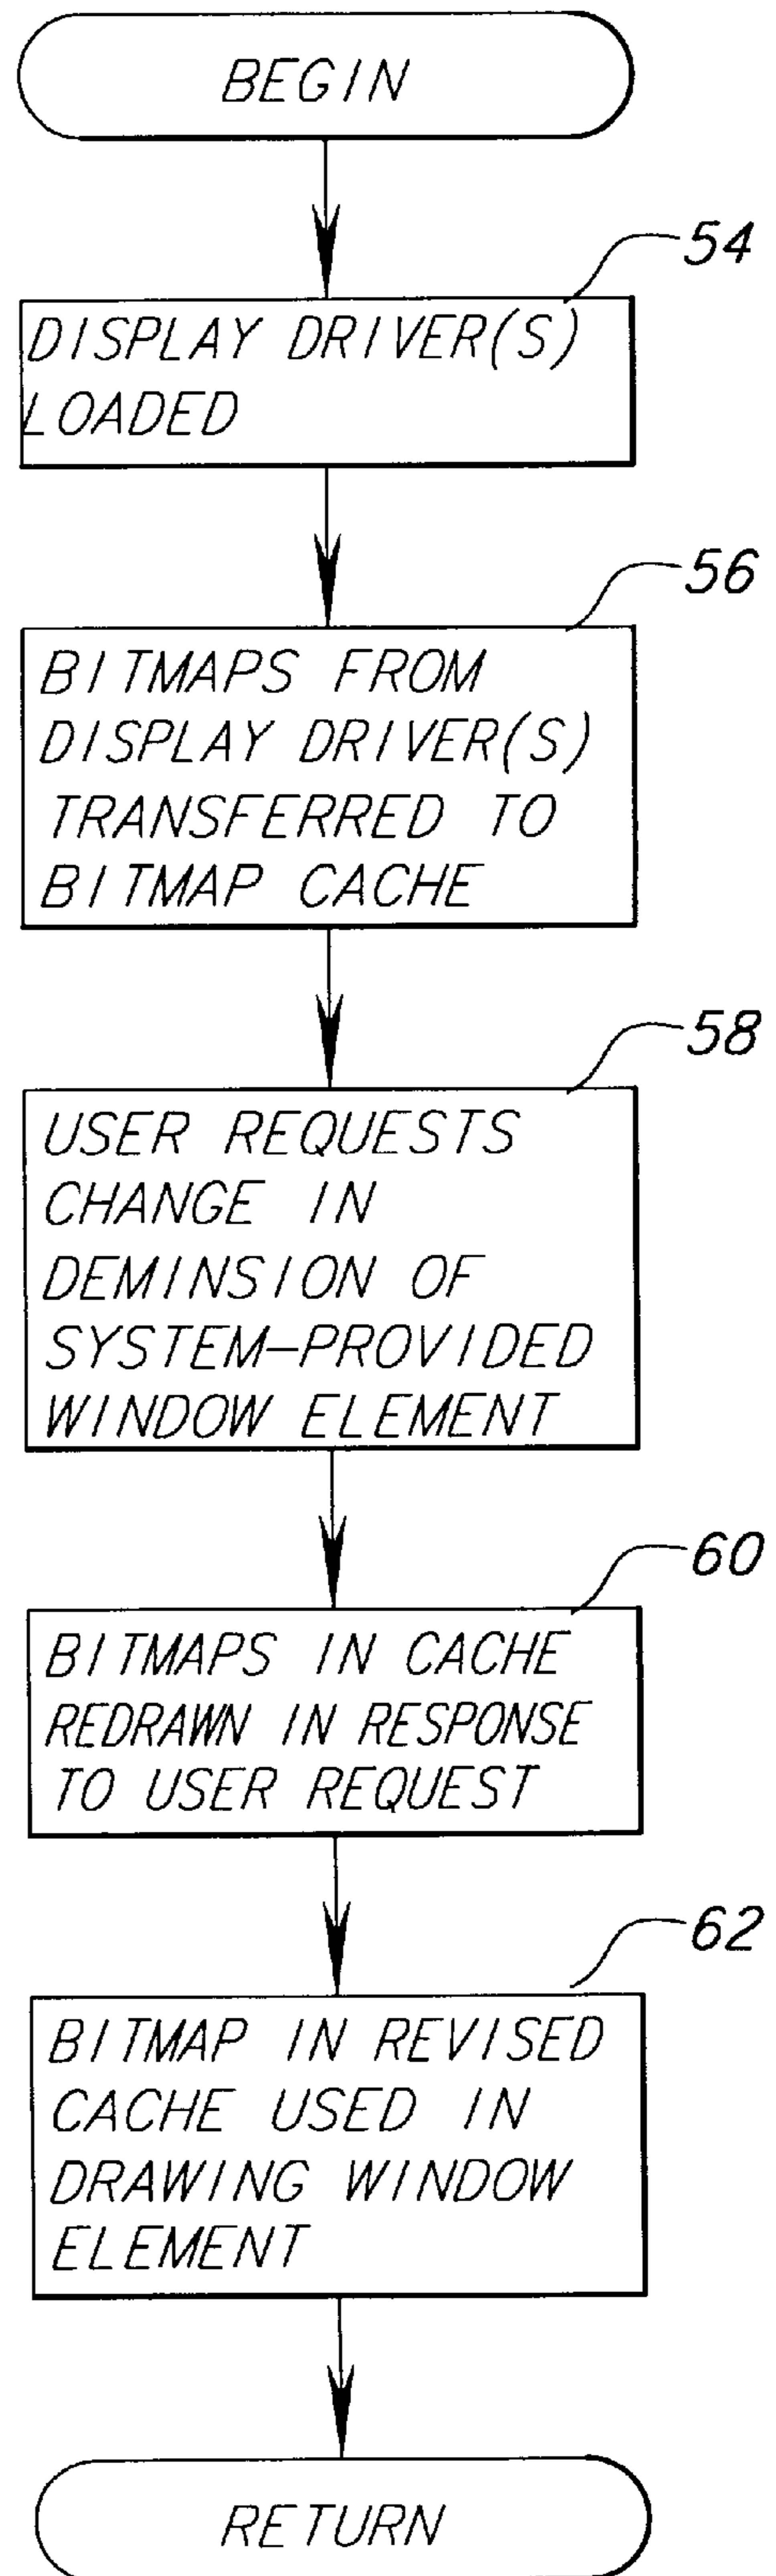 BEGIN
54
DISPLAY DRIVER(S)
LOADED
56
BITMAPS FROM
DISPLAY DRIVER(S)
TRANSFERRED TO
BITMAP CACHE
58
USER REQUESTS
CHANGE IN
DEMINSION OF
SYSTEM-PROVIDED
WINDOW ELEMENT
60
BITMAPS IN CACHE
REDRAWN IN RESPONSE
TO USER REQUEST
62
BITMAP IN REVISED
CACHE USED IN
DRAWING WINDOW
ELEMENT
RETURN